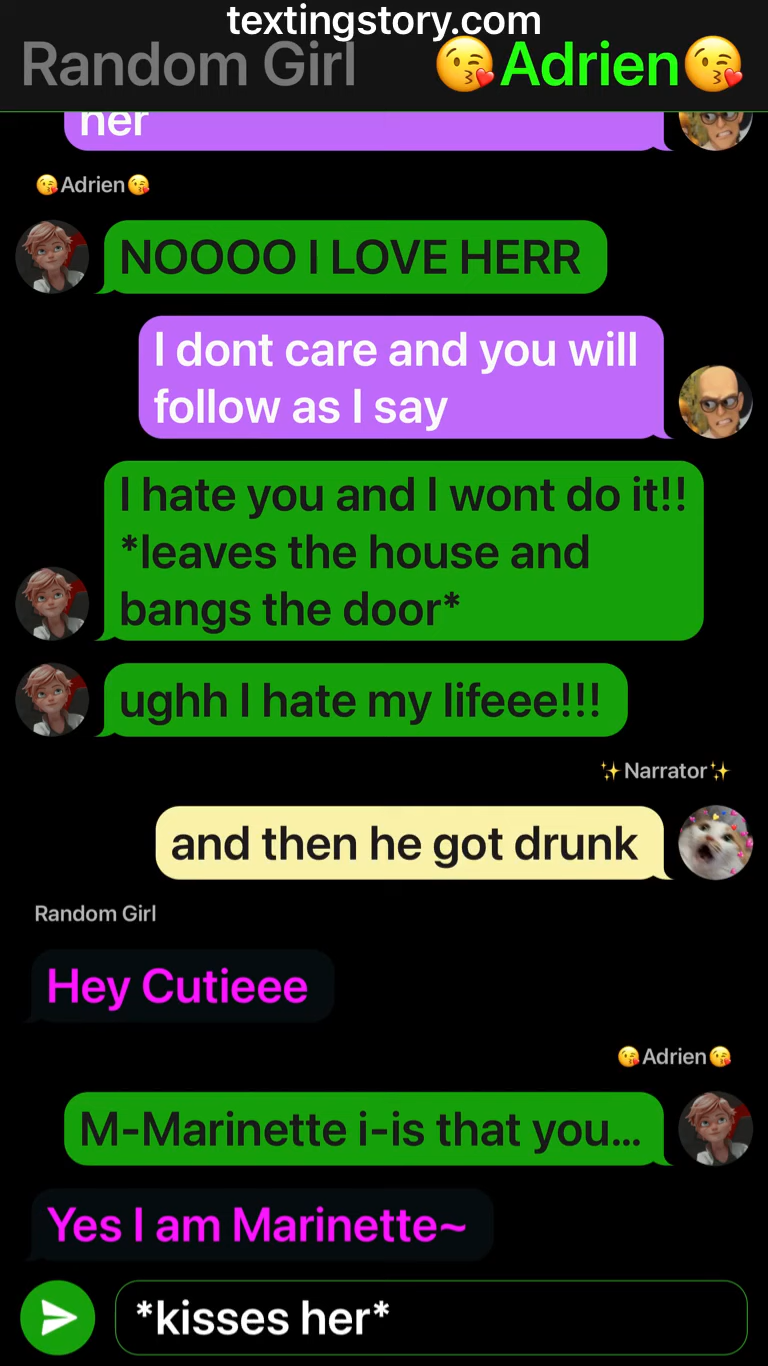 textingstory.com
Random Girl
😘Adrien😘
her
😘Adrien😘
NOOOO I LOVE HERR
I dont care and you will
follow as I say
I hate you and I wont do it!!
*leaves the house and
bangs the door*
ughh I hate my lifeee!!!
✨Narrator✨
and then he got drunk
Random Girl
Hey Cutieee
😘Adrien😘
M-Marinette i-is that you...
Yes I am Marinette~
*kisses her*